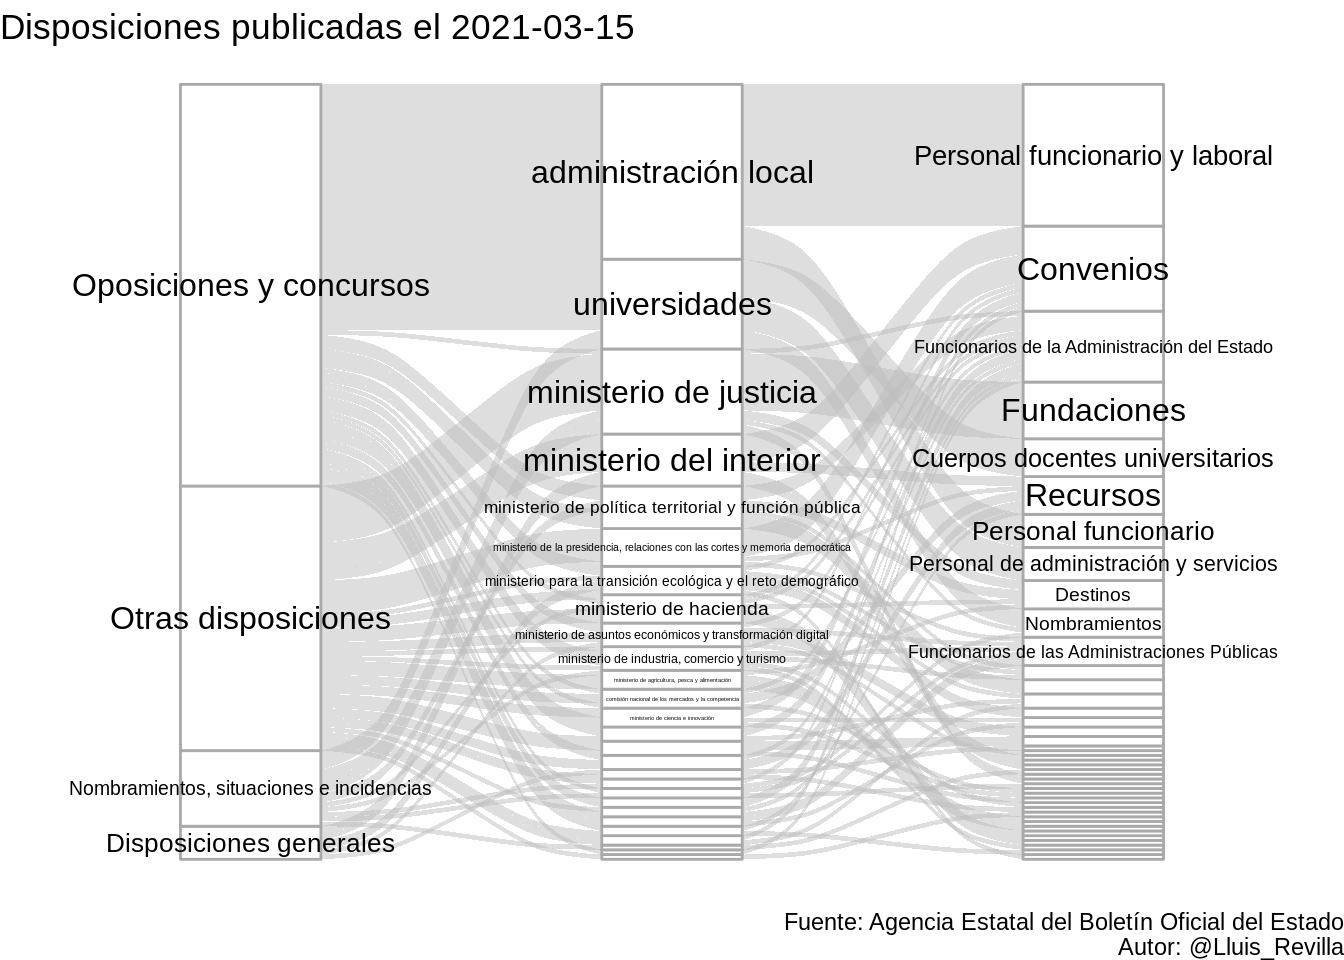 Disposiciones publicadas el 2021-03-15
Oposiciones y concursos
Otras disposiciones
Nombramientos, situaciones e incidencias
Disposiciones generales
administración local
universidades
ministerio de justicia
ministerio del interior
ministerio de política territorial y función pública
ministerio de la presidencia, relaciones con las cortes y memoria democrática
ministerio para la transición ecológica y el reto demográfico
ministerio de hacienda
ministerio de asuntos económicos y transformación digital
ministerio de industria, comercio y turismo
ministerio de agricultura, pesca y alimentación
comisión nacional de los mercados y la competencia
ministerio de ciencia e innovación
Personal funcionario y laboral
Convenios
Funcionarios de la Administración del Estado
Fundaciones
Cuerpos docentes universitarios
Recursos
Personal funcionario
Personal de administración y servicios
Destinos
Nombramientos
Funcionarios de las Administraciones Públicas
Fuente: Agencia Estatal del Boletín Oficial del Estado
Autor: @Lluis_Revilla